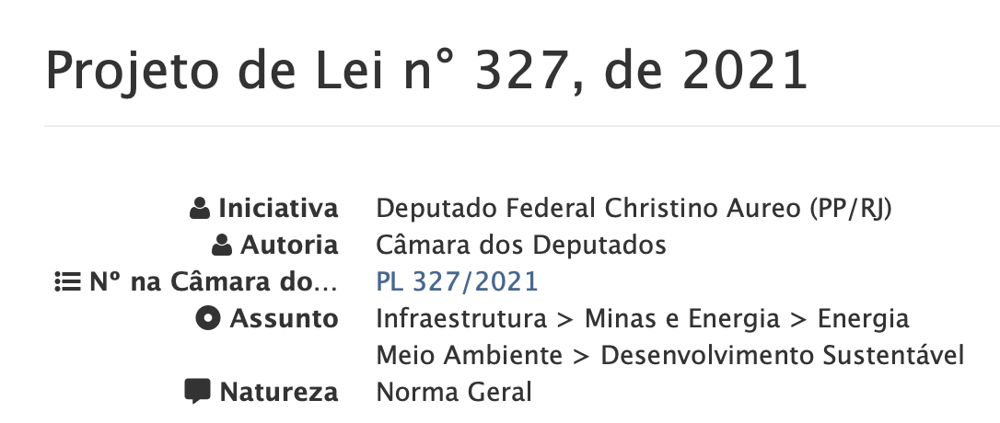 Projeto de Lei n° 327, de 2021
Iniciativa Deputado Federal Christino Aureo (PP/RJ)
Autoria Câmara dos Deputados
Nº na Câmara do... PL 327/2021
Assunto Infraestrutura > Minas e Energia > Energia
Meio Ambiente > Desenvolvimento Sustentável
Natureza Norma Geral